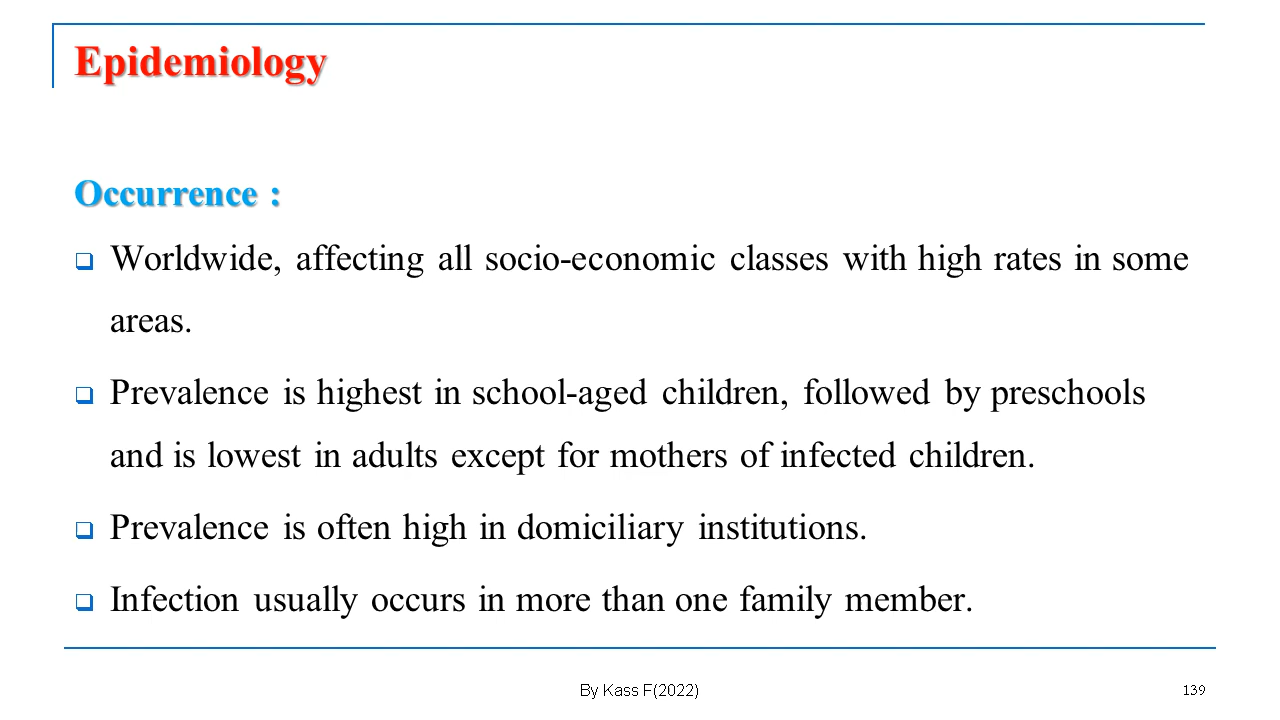 Epidemiology
Occurrence :
Worldwide, affecting all socio-economic classes with high rates in some
areas.
Prevalence is highest in school-aged children, followed by preschools
and is lowest in adults except for mothers of infected children.
Prevalence is often high in domiciliary institutions.
Infection usually occurs in more than one family member.
By Kass F(2022)
139